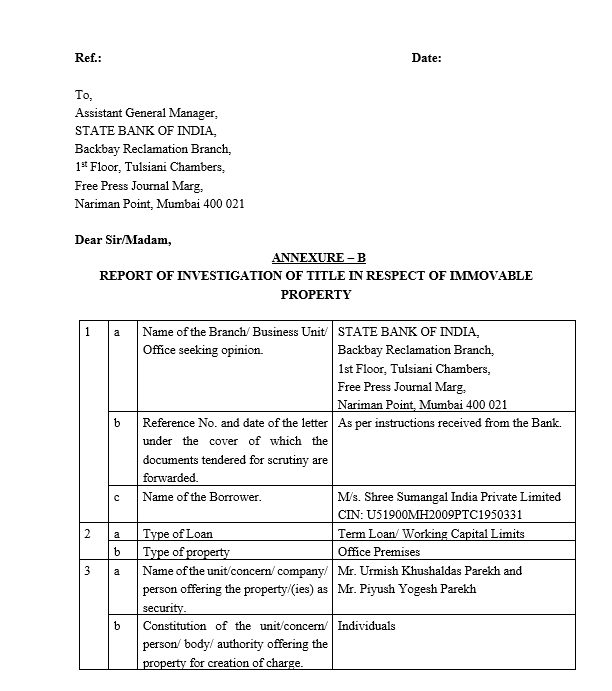 Ref.: Date:
To,
Assistant General Manager,
STATE BANK OF INDIA,
Backbay Reclamation Branch,
1st Floor, Tulsiani Chambers,
Free Press Journal Marg,
Nariman Point, Mumbai 400 021
Dear Sir/Madam,
ANNEXURE – B
REPORT OF INVESTIGATION OF TITLE IN RESPECT OF IMMOVABLE
PROPERTY
1 a Name of the Branch/ Business Unit/ STATE BANK OF INDIA,
Office seeking opinion. Backbay Reclamation Branch,
1st Floor, Tulsiani Chambers,
Free Press Journal Marg,
Nariman Point, Mumbai 400 021
b Reference No. and date of the letter As per instructions received from the Bank.
under the cover of which the
documents tendered for scrutiny are
forwarded.
c Name of the Borrower. M/s. Shree Sumangal India Private Limited
CIN: U51900MH2009PTC1950331
2 a Type of Loan Term Loan/ Working Capital Limits
b Type of property Office Premises
3 a Name of the unit/concern/ company/ Mr. Urmish Khushaldas Parekh and
person offering the property/(ies) as Mr. Piyush Yogesh Parekh
security.
b Constitution of the unit/concern/ Individuals
person/ body/ authority offering the
property for creation of charge.